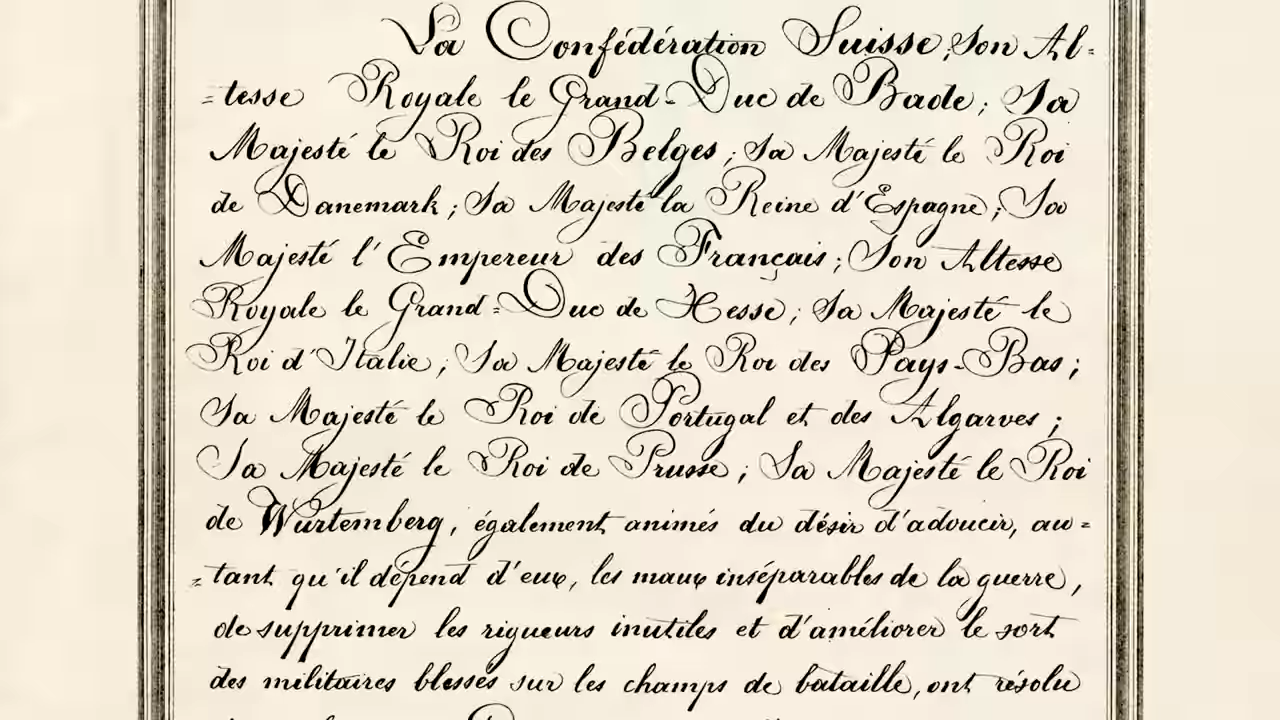 La Confédération Suisse; Son Al-
-tesse Royale le Grand-Duc de Bade; Sa
Majesté le Roi des Belges; Sa Majesté le Roi
de Danemark; Sa Majesté la Reine d'Espagne; Sa
Majesté l'Empereur des Français; Son Altesse
Royale le Grand-Duc de Hesse; Sa Majesté le
Roi d'Italie; Sa Majesté le Roi des Pays-Bas;
Sa Majesté le Roi de Portugal et des Algarves;
Sa Majesté le Roi de Prusse; Sa Majesté le Roi
de Wurtemberg, également animés du désir d'adoucir, au-
-tant qu'il dépend d'eux, les maux inséparables de la guerre,
de supprimer les rigueurs inutiles et d'améliorer le sort
des militaires blessés sur les champs de bataille, ont résolu